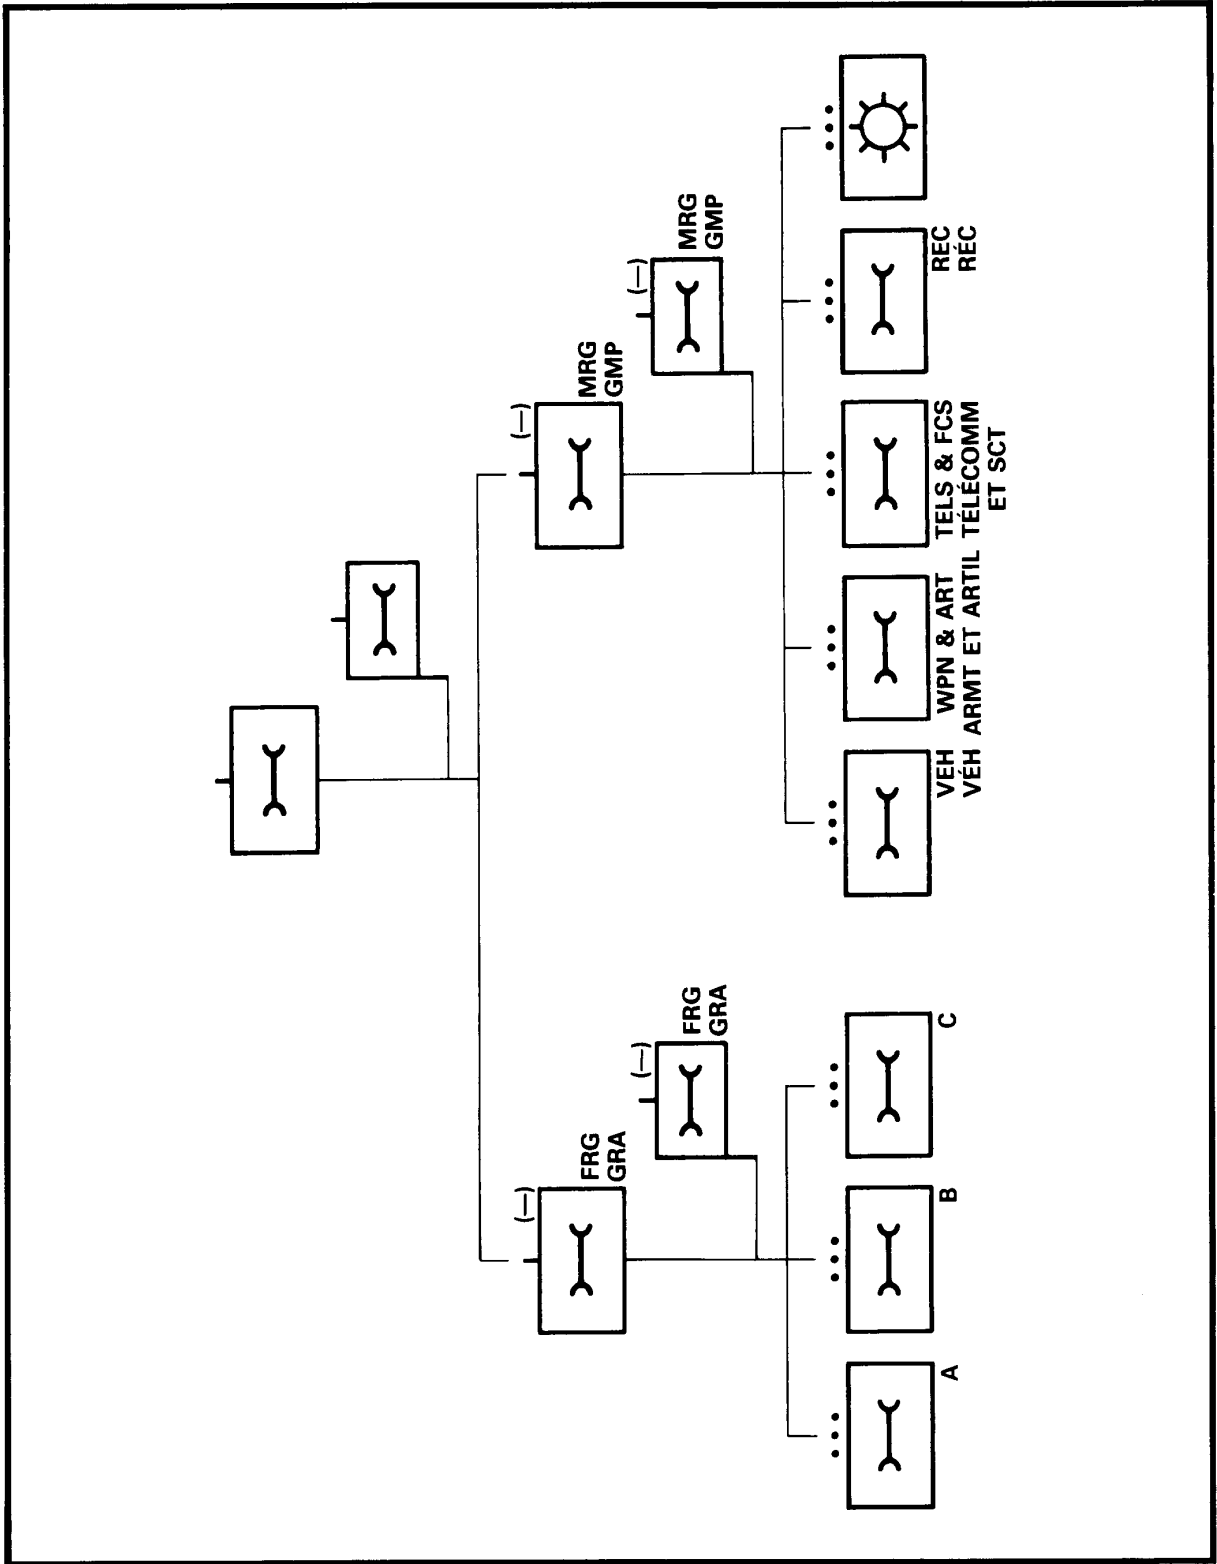 (—)
FRG
GRA
(—)
MRG
GMP
(—)
FRG
GRA
(—)
MRG
GMP
A
B
C
VEH
VÉH
WPN & ART
ARMT ET ARTIL
TELS & FCS
TÉLÉCOMM
ET SCT
REC
RÉC